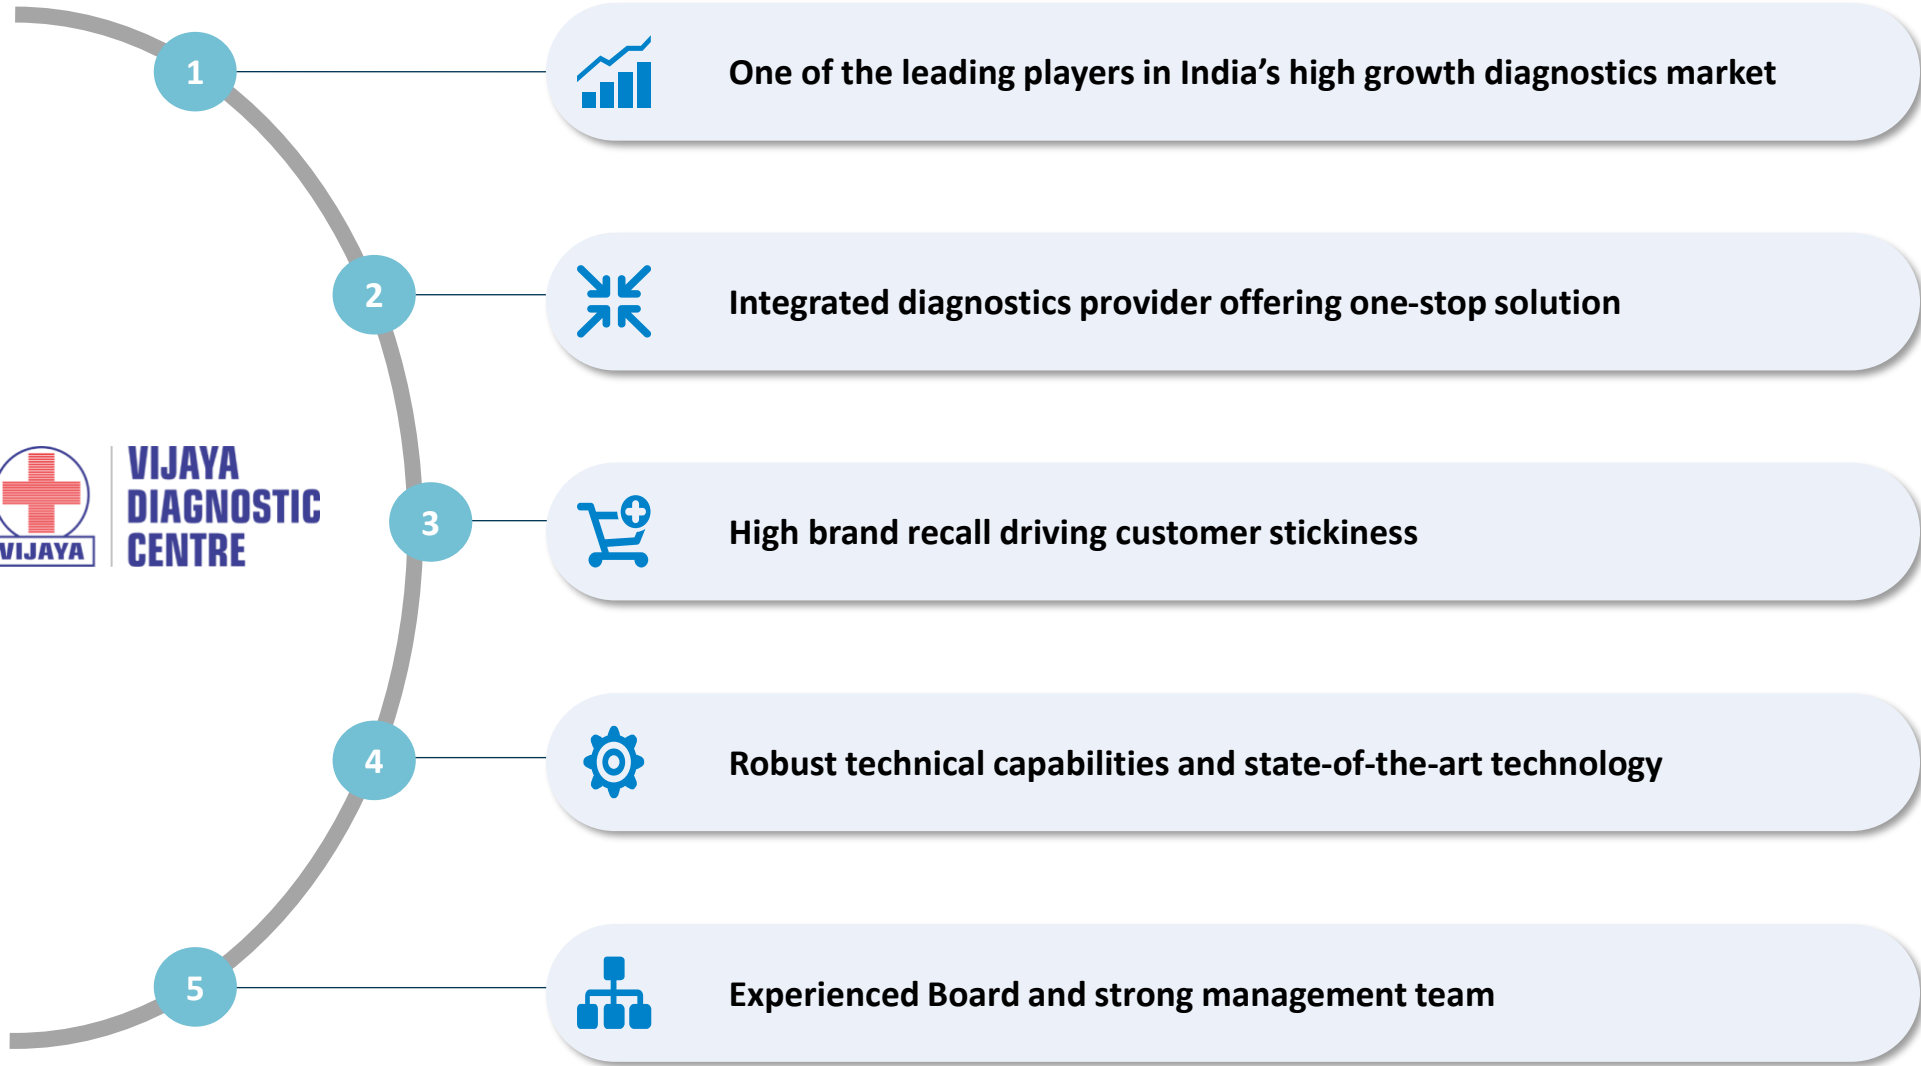 1
One of the leading players in India’s high growth diagnostics market
2
Integrated diagnostics provider offering one-stop solution
VIJAYA
VIJAYA
DIAGNOSTIC
CENTRE
3
High brand recall driving customer stickiness
4
Robust technical capabilities and state-of-the-art technology
5
Experienced Board and strong management team